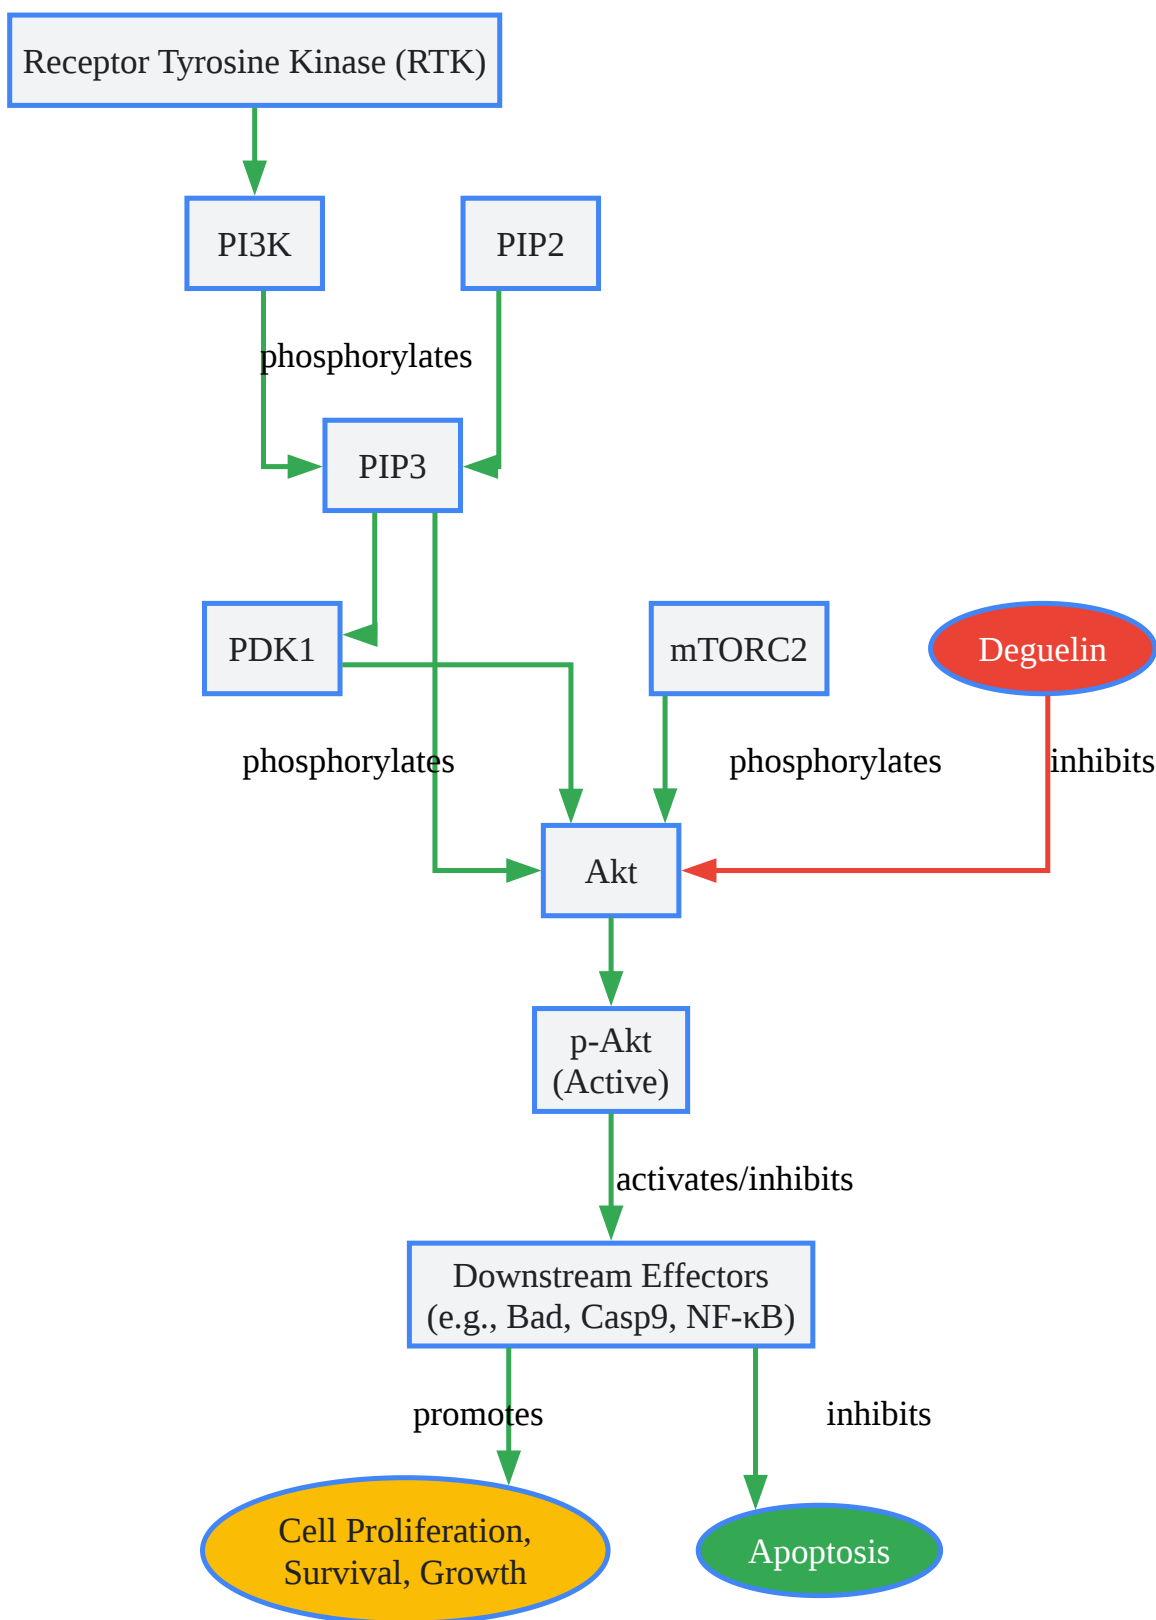 Receptor Tyrosine Kinase (RTK)
PI3K
PIP2
phosphorylates
PIP3
PDK1
mTORC2
Deguelin
phosphorylates
phosphorylates
inhibits
Akt
p-Akt
(Active)
activates/inhibits
Downstream Effectors
(e.g., Bad, Casp9, NF-κB)
promotes
inhibits
Cell Proliferation,
Survival, Growth
Apoptosis